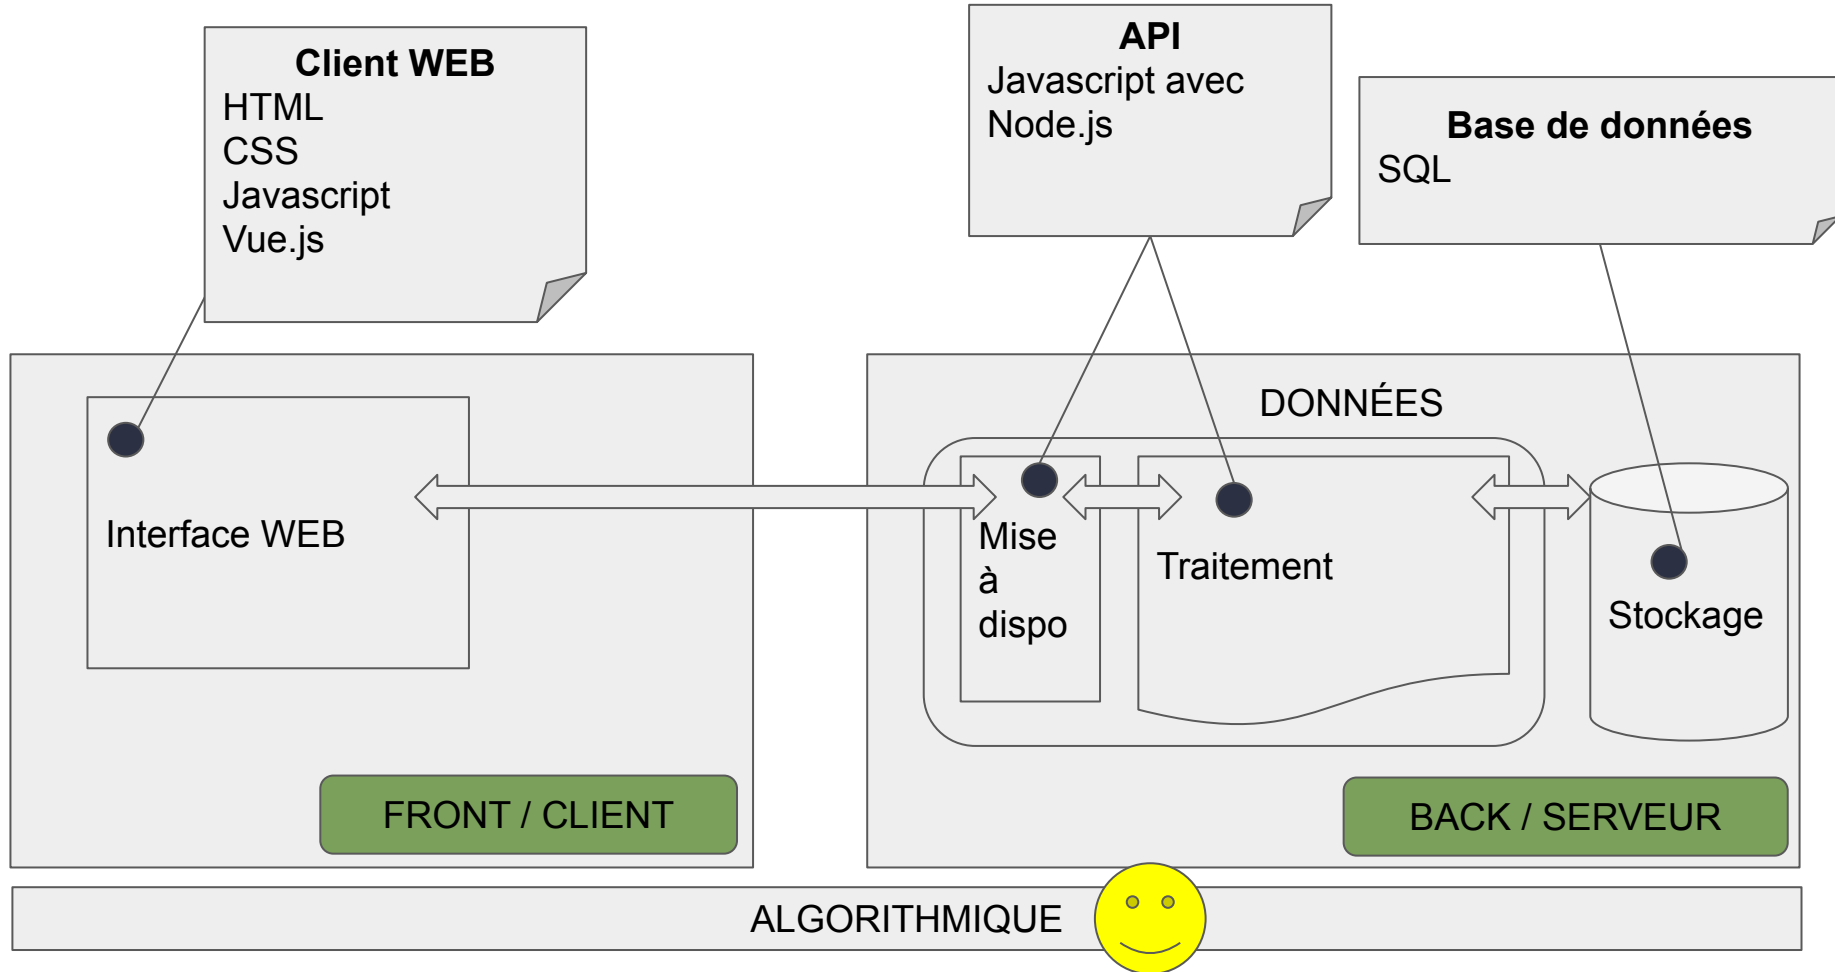 Client WEB
HTML
CSS
Javascript
Vue.js
API
Javascript avec
Node.js
Base de données
SQL
Interface WEB
FRONT / CLIENT
DONNÉES
Mise
à
dispo
Traitement
Stockage
BACK / SERVEUR
ALGORITHMIQUE